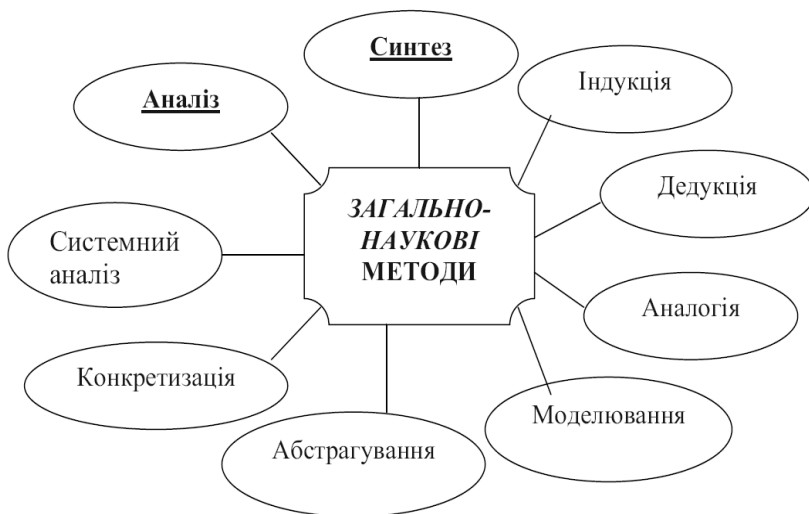 Синтез
Аналіз
Індукція
ЗАГАЛЬНО-
НАУКОВІ
МЕТОДИ
Дедукція
Системний
аналіз
Аналогія
Конкретизація
Моделювання
Абстрагування